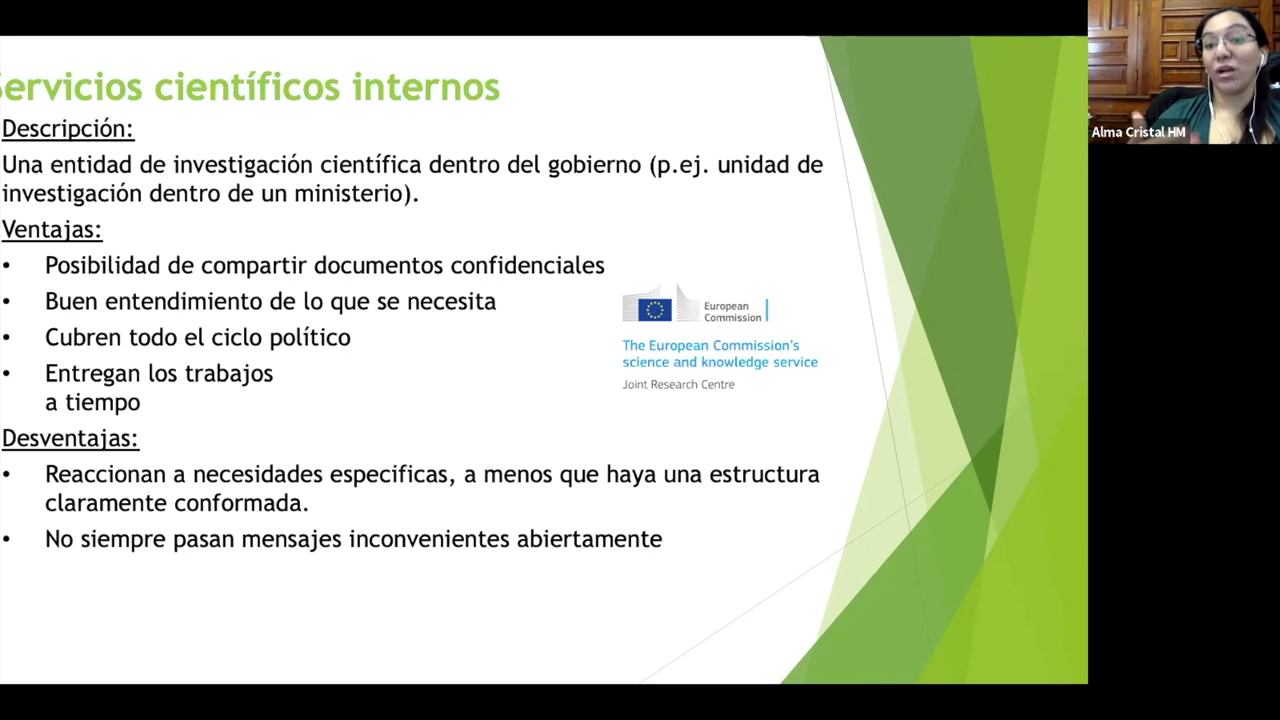 Servicios científicos internos
Descripción:
Una entidad de investigación científica dentro del gobierno (p.ej. unidad de
investigación dentro de un ministerio).
Ventajas:
• Posibilidad de compartir documentos confidenciales
• Buen entendimiento de lo que se necesita
• Cubren todo el ciclo político
• Entregan los trabajos
a tiempo
European
Commission
The European Commission's
science and knowledge service
Joint Research Centre
Desventajas:
• Reaccionan a necesidades especificas, a menos que haya una estructura
claramente conformada.
• No siempre pasan mensajes inconvenientes abiertamente
Alma Cristal HM